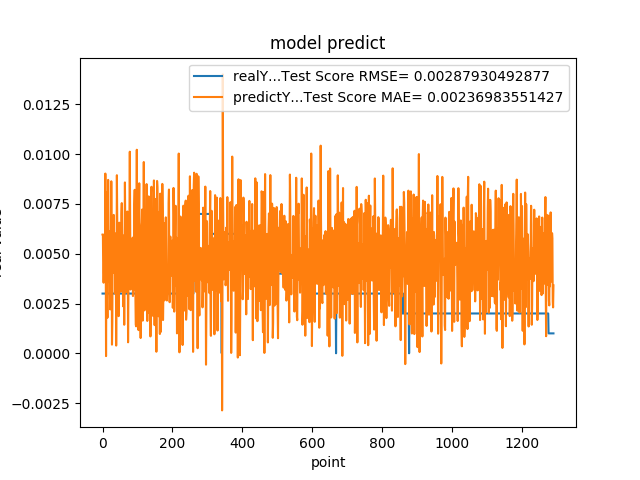 model predict
realY...Test Score RMSE= 0.00287930492877
predictY...Test Score MAE= 0.00236983551427
0.0125
0.0100
0.0075
0.0050
0.0025
0.0000
−0.0025
0 200 400 600 800 1000 1200
point